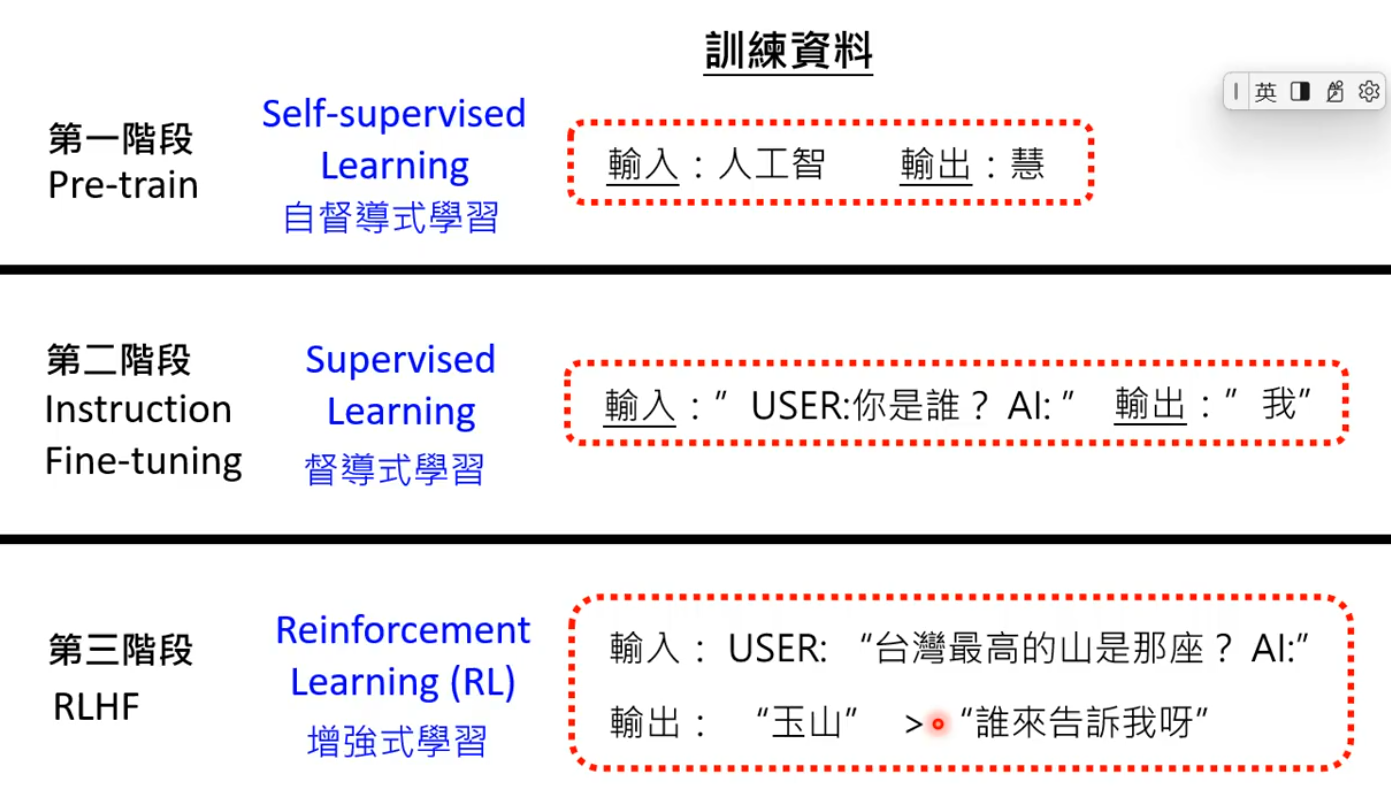 訓練資料
英
第一階段
Pre-train
Self-supervised
Learning
自督導式學習
輸入：人工智 輸出：慧
第二階段
Instruction
Fine-tuning
Supervised
Learning
督導式學習
輸入：”USER:你是誰？ AI: ” 輸出：”我”
第三階段
RLHF
Reinforcement
Learning (RL)
增強式學習
輸入： USER: “台灣最高的山是那座？ AI:”
輸出： “玉山” > “誰來告訴我呀”